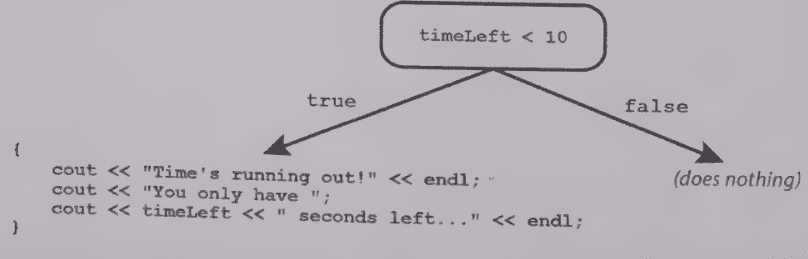 timeLeft < 10
true
false
{
cout << "Time's running out!" << endl;
cout << "You only have ";
cout << timeLeft << " seconds left..." << endl;
}
(does nothing)